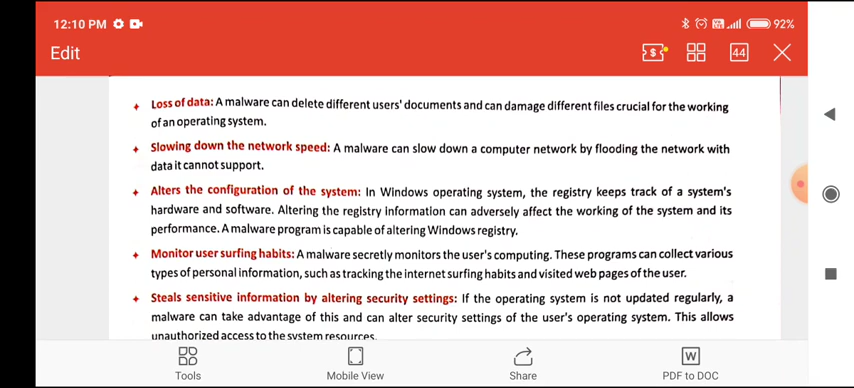 12:10 PM 92%
Edit $ 44
Loss of data: A malware can delete different users' documents and can damage different files crucial for the working
of an operating system.
Slowing down the network speed: A malware can slow down a computer network by flooding the network with
data it cannot support.
Alters the configuration of the system: In Windows operating system, the registry keeps track of a system's
hardware and software. Altering the registry information can adversely affect the working of the system and its
performance. A malware program is capable of altering Windows registry.
Monitor user surfing habits: A malware secretly monitors the user's computing. These programs can collect various
types of personal information, such as tracking the internet surfing habits and visited web pages of the user.
Steals sensitive information by altering security settings: If the operating system is not updated regularly, a
malware can take advantage of this and can alter security settings of the user's operating system. This allows
unauthorized access to the system resources.
W
Tools Mobile View Share PDF to DOC